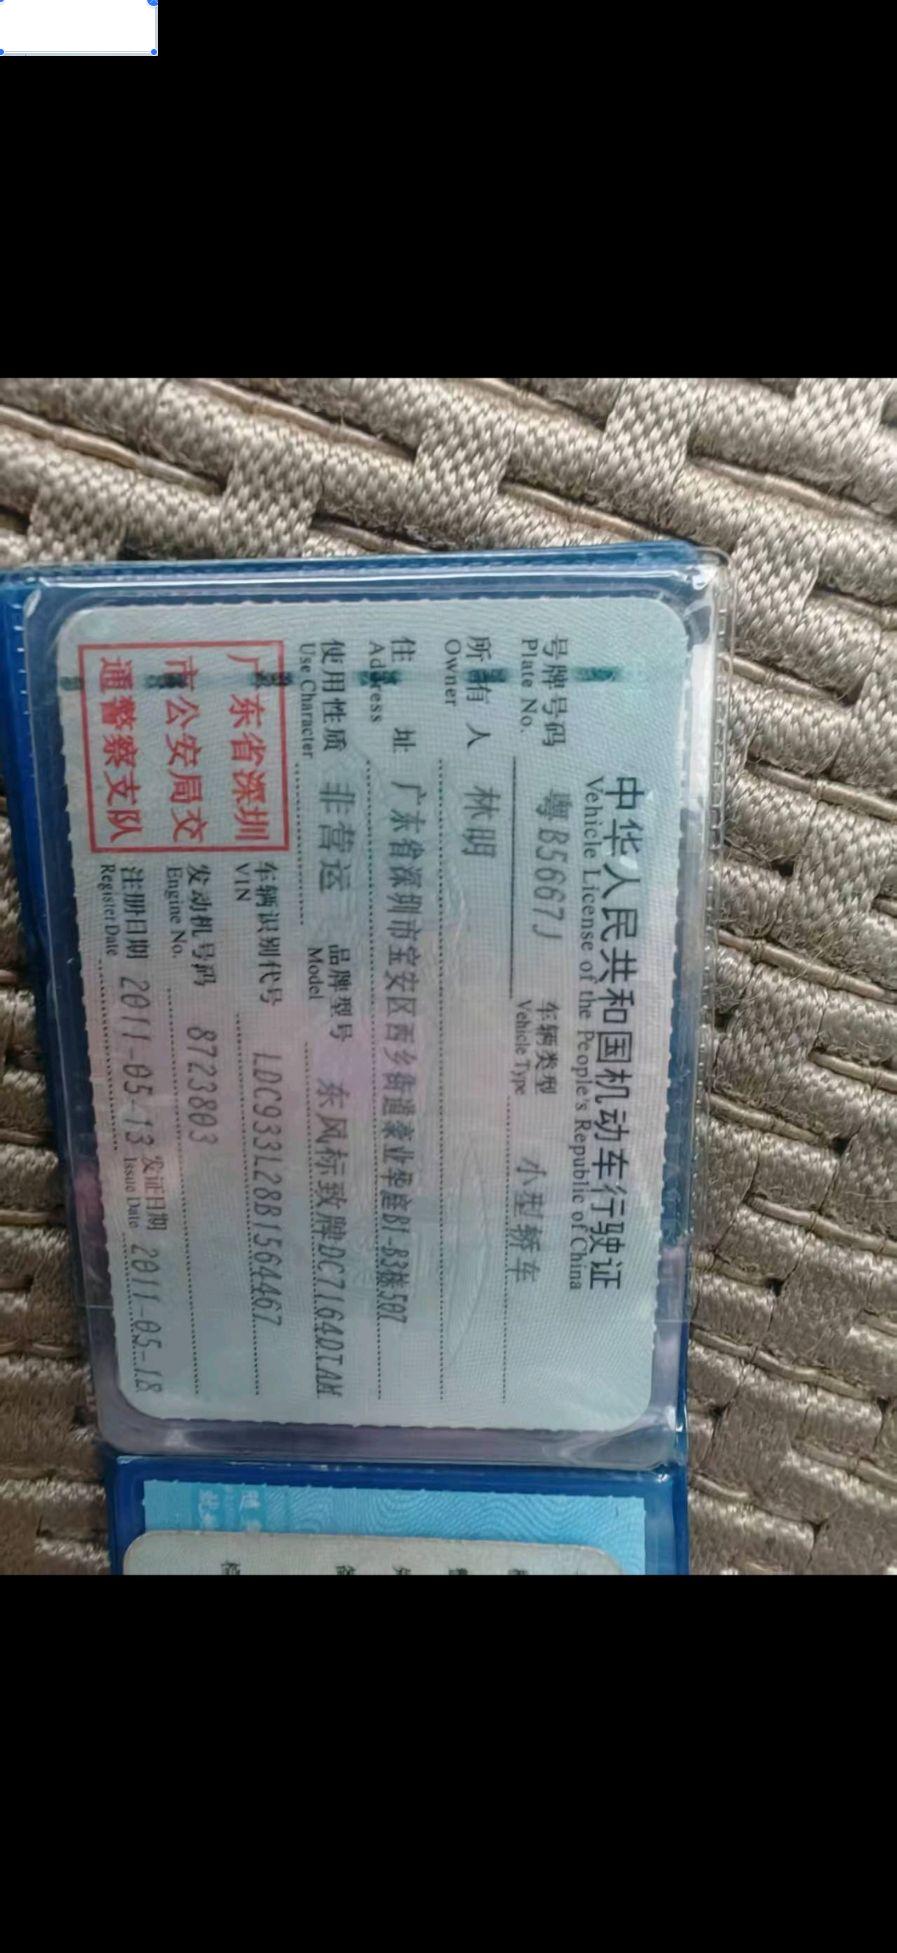 中华人民共和国机动车行驶证
Vehicle License of the People's Republic of China
号牌号码 粤B5667J 车辆类型 小型轿车
Plate No. Vehicle Type
所有人 林明
Owner
住址 广东省深圳市宝安区西乡街道豪业华庭B1-B3栋507
Address
使用性质 非营运 品牌型号 东风标致牌DC7164DTAM
Use Character Model
广东省深圳
市公安局交
通警察支队
车辆识别代号 LDC933L28B1564467
VIN
发动机号码 8723803
Engine No.
注册日期 2011-05-13 发证日期 2011-05-18
Register Date Issue Date